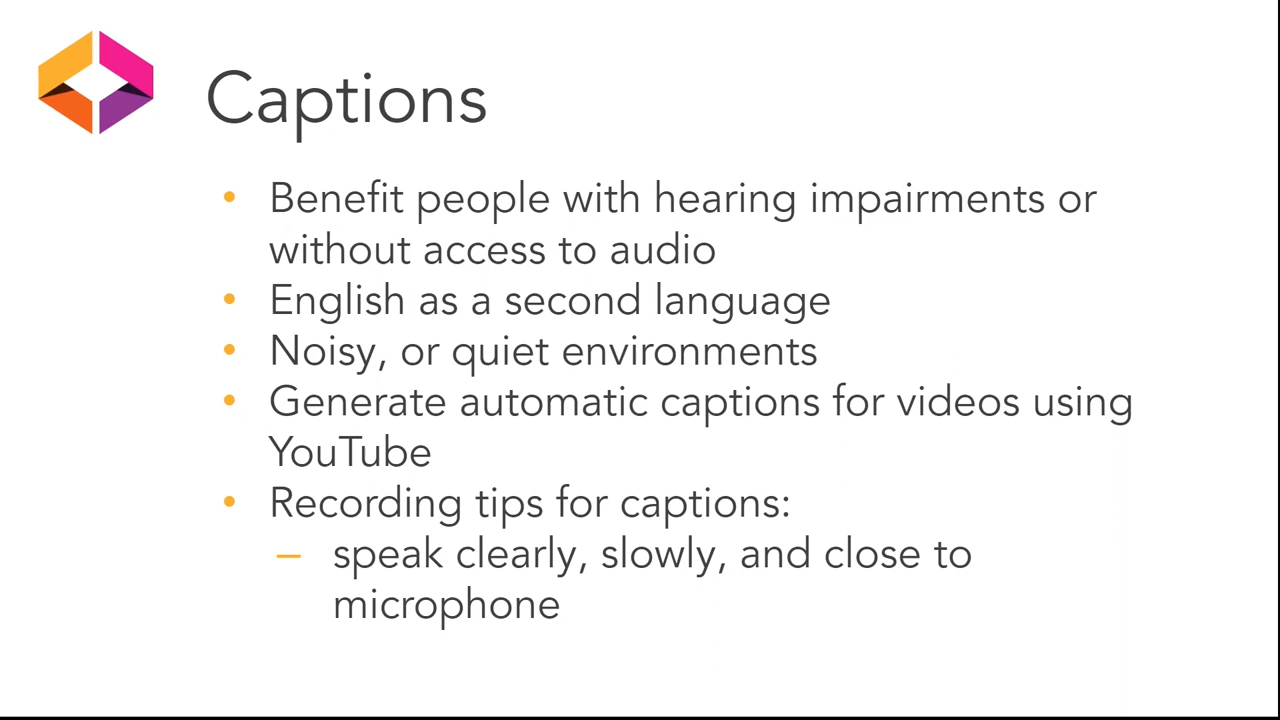 Captions
• Benefit people with hearing impairments or
without access to audio
• English as a second language
• Noisy, or quiet environments
• Generate automatic captions for videos using
YouTube
• Recording tips for captions:
– speak clearly, slowly, and close to
microphone